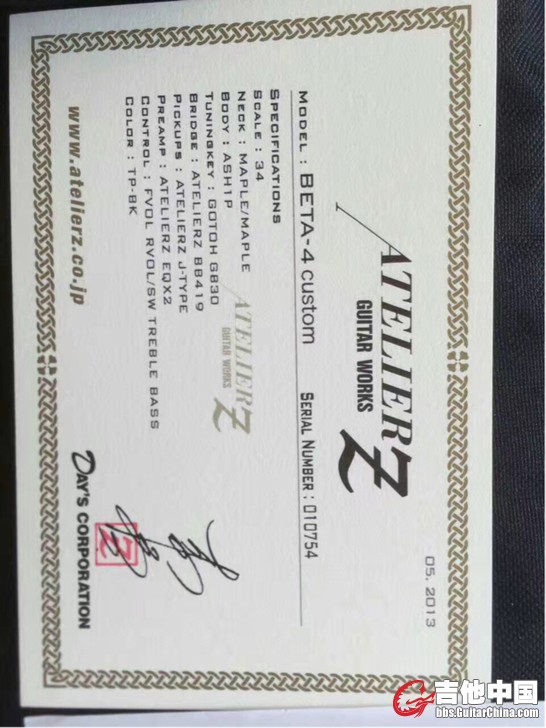 05. 2013
ATELIER Z
GUITAR WORKS
MODEL : BETA-4 custom
SERIAL NUMBER : 010754
SPECIFICATIONS
SCALE : 34
NECK : MAPLE/MAPLE
BODY : ASH1P
TUNINGKEY : GOTOH GB30
BRIDGE : ATELIERZ BB419
PICKUPS : ATELIERZ J-TYPE
PREAMP : ATELIERZ EQX2
CONTROL : FVOL RVOL/SW TREBLE BASS
COLOR : TP-BK
ATELIER Z
GUITAR WORKS
www.atelierz.co.jp
DAY'S CORPORATION
吉他中国
bbs.GuitarChina.com